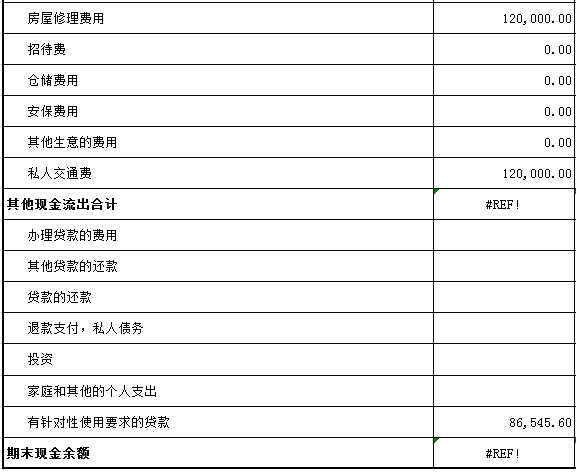 房屋修理费用 120,000.00
招待费 0.00
仓储费用 0.00
安保费用 0.00
其他生意的费用 0.00
私人交通费 120,000.00
其他现金流出合计 #REF!
办理贷款的费用
其他贷款的还款
贷款的还款
退款支付，私人债务
投资
家庭和其他的个人支出
有针对性使用要求的贷款 86,545.60
期末现金余额 #REF!